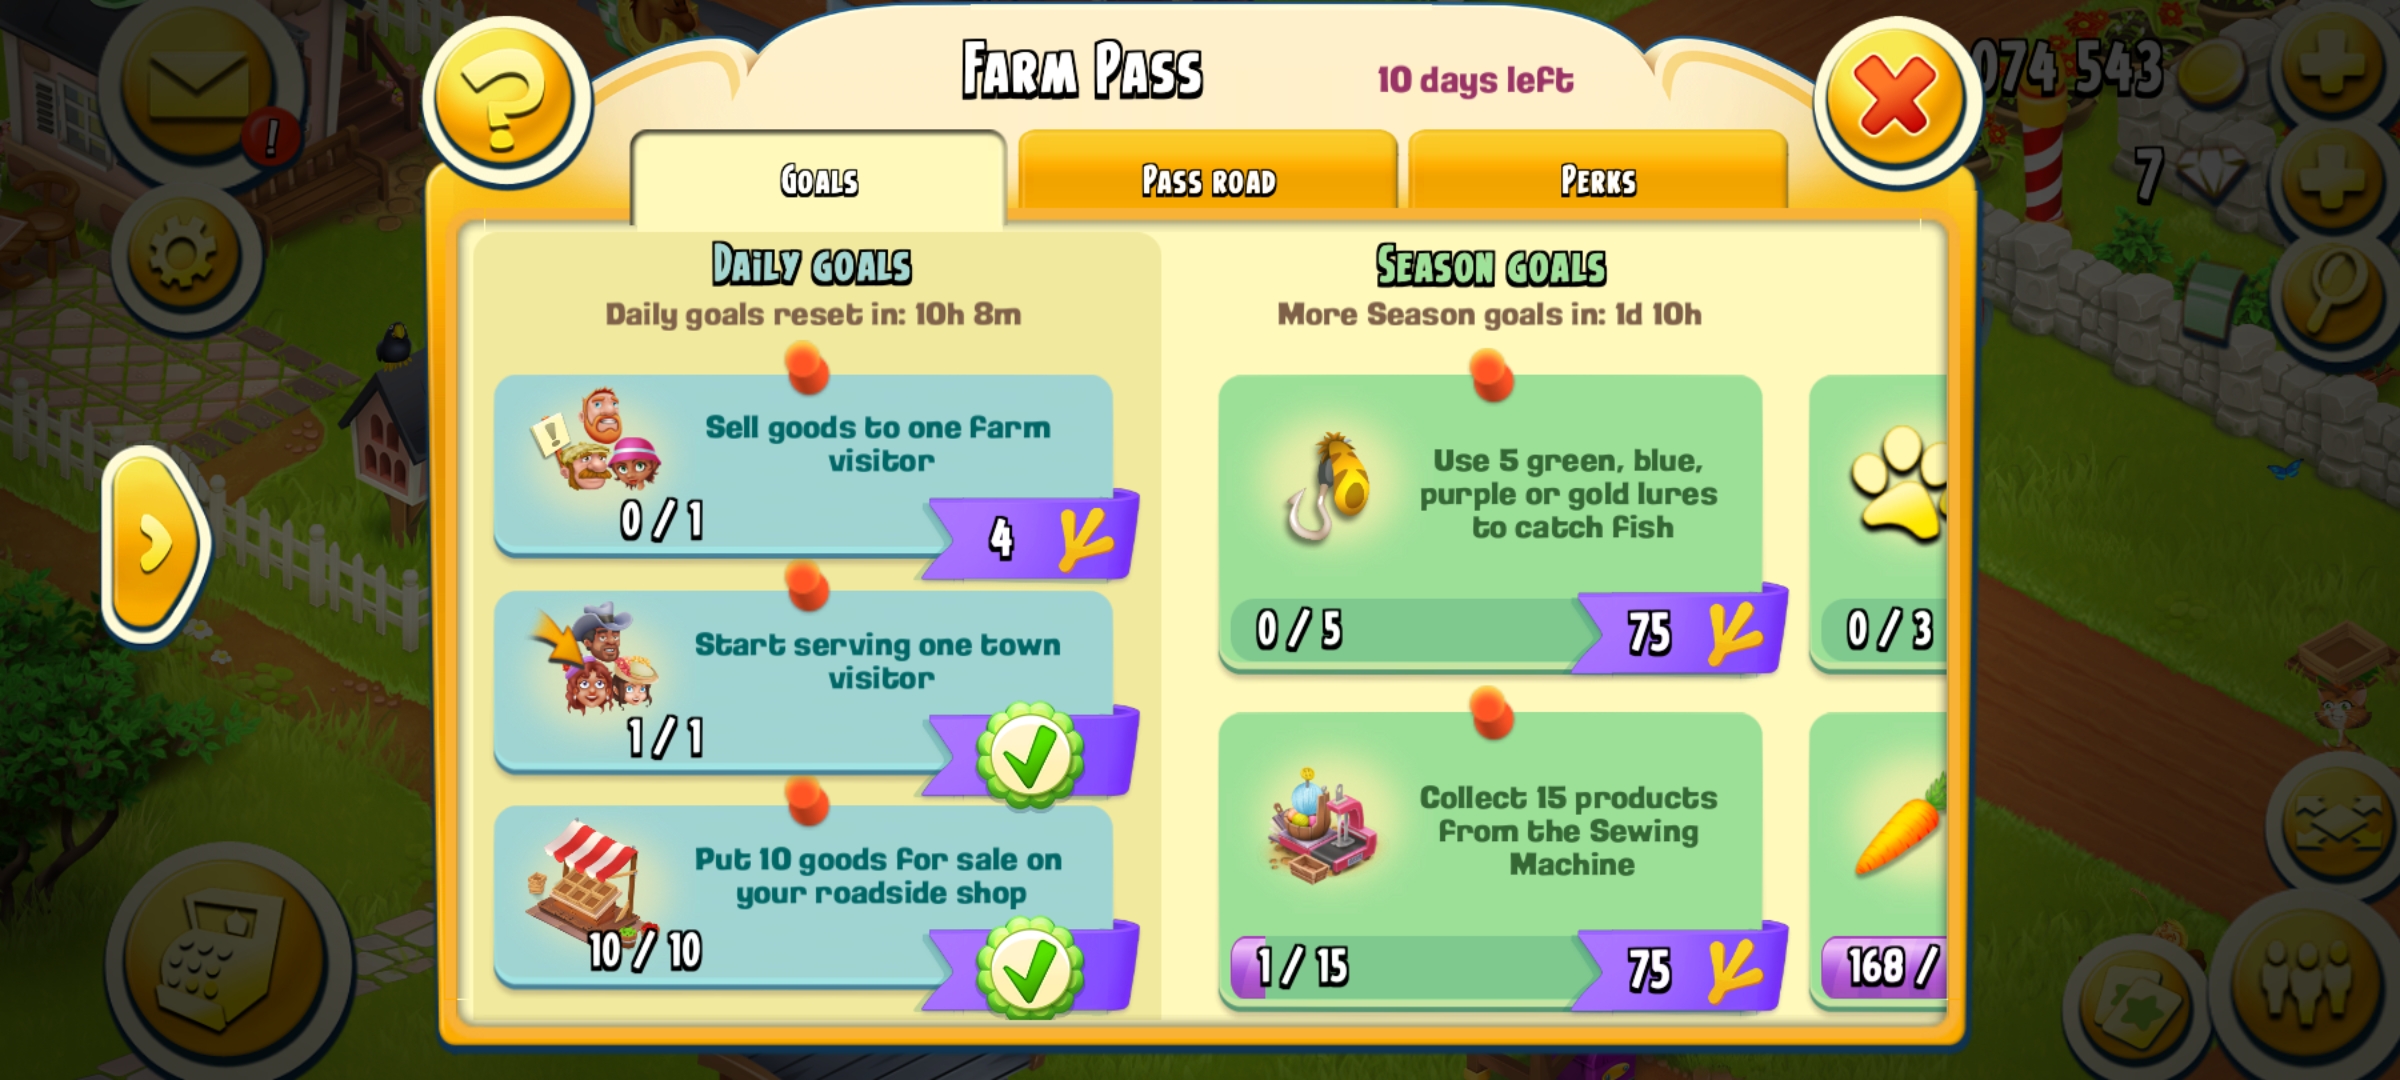 FARM PASS
10 days left
074 543
7
GOALS
PASS ROAD
PERKS
DAILY GOALS
Daily goals reset in: 10h 8m
Sell goods to one farm
visitor
0 / 1
4
Start serving one town
visitor
1 / 1
Put 10 goods for sale on
your roadside shop
10 / 10
SEASON GOALS
More Season goals in: 1d 10h
Use 5 green, blue,
purple or gold lures
to catch fish
0 / 5
75
0 / 3
Collect 15 products
from the Sewing
Machine
1 / 15
75
168 /